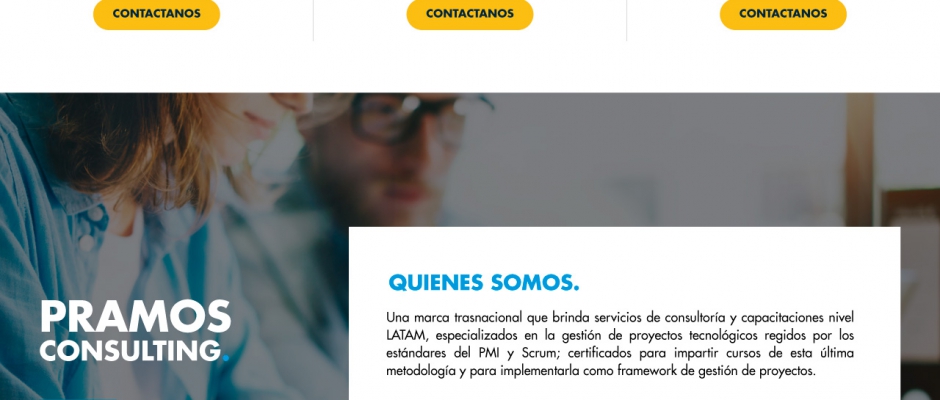 CONTACTANOS CONTACTANOS CONTACTANOS
PRAMOS
CONSULTING.
QUIENES SOMOS.
Una marca trasnacional que brinda servicios de consultoría y capacitaciones nivel
LATAM, especializados en la gestión de proyectos tecnológicos regidos por los
estándares del PMI y Scrum; certificados para impartir cursos de esta última
metodología y para implementarla como framework de gestión de proyectos.